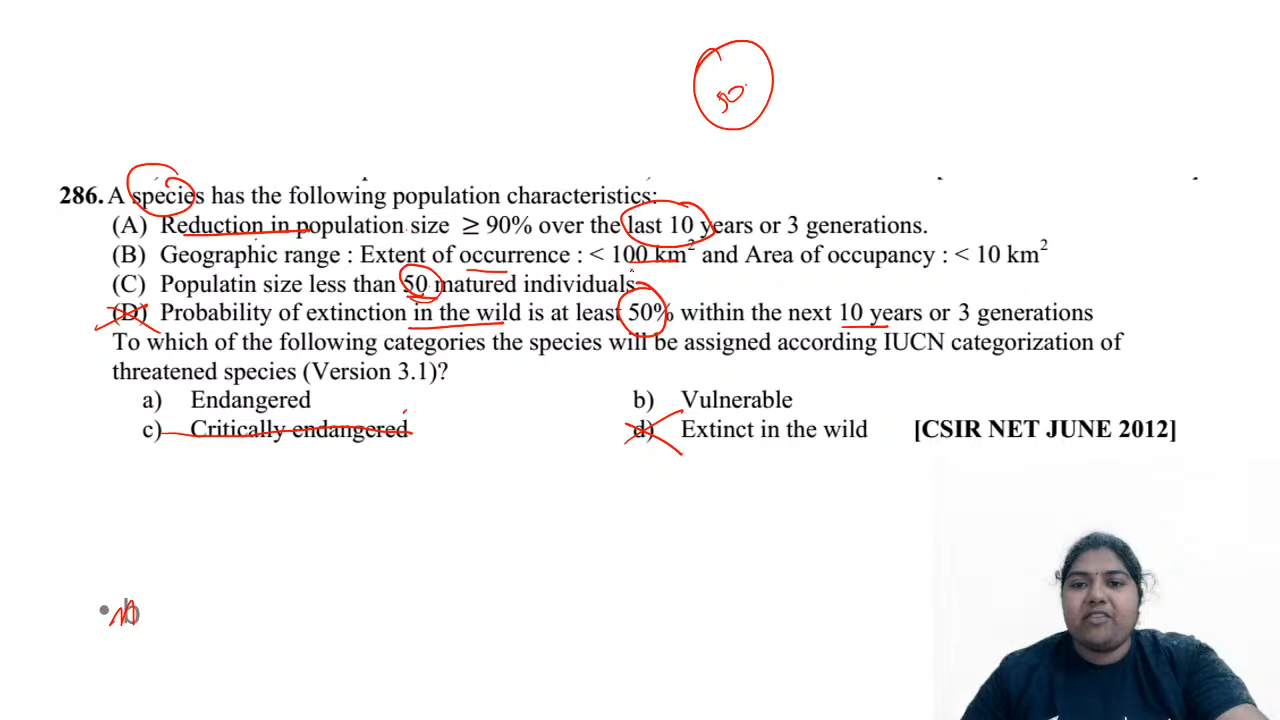 50
286. A species has the following population characteristics:
(A) Reduction in population size ≥ 90% over the last 10 years or 3 generations.
(B) Geographic range : Extent of occurrence : < 100 km² and Area of occupancy : < 10 km²
(C) Populatin size less than 50 matured individuals
(D) Probability of extinction in the wild is at least 50% within the next 10 years or 3 generations
To which of the following categories the species will be assigned according IUCN categorization of
threatened species (Version 3.1)?
a) Endangered b) Vulnerable
c) Critically endangered d) Extinct in the wild [CSIR NET JUNE 2012]
• b